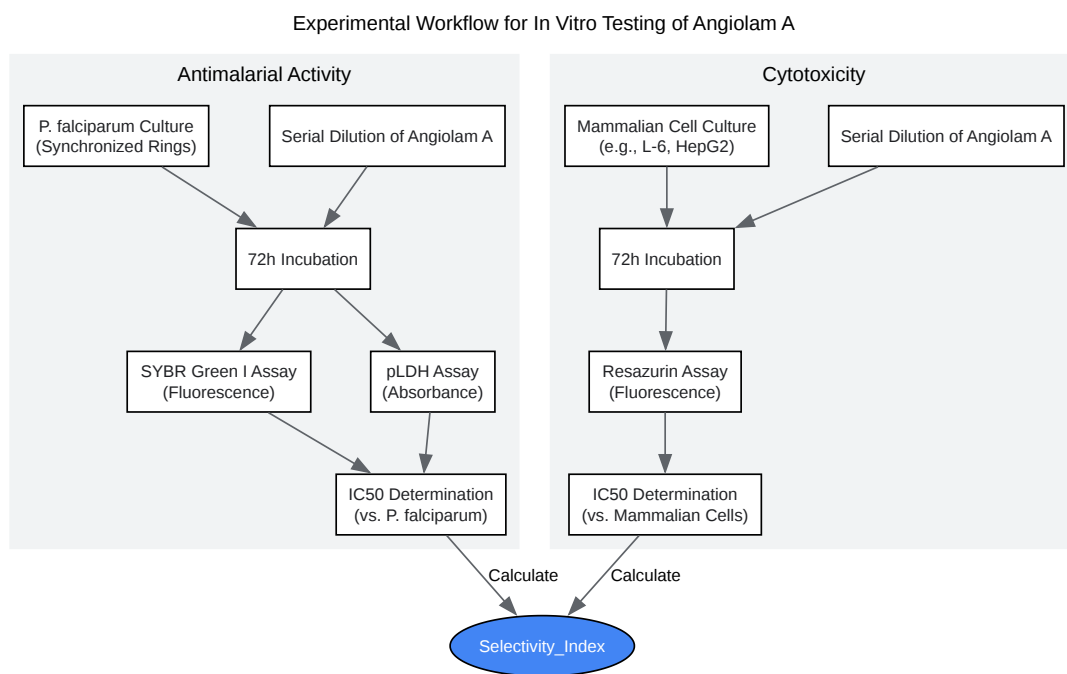 Experimental Workflow for In Vitro Testing of Angiolam A
Antimalarial Activity
P. falciparum Culture
(Synchronized Rings)
Serial Dilution of Angiolam A
72h Incubation
SYBR Green I Assay
(Fluorescence)
pLDH Assay
(Absorbance)
IC50 Determination
(vs. P. falciparum)
Cytotoxicity
Mammalian Cell Culture
(e.g., L-6, HepG2)
Serial Dilution of Angiolam A
72h Incubation
Resazurin Assay
(Fluorescence)
IC50 Determination
(vs. Mammalian Cells)
Calculate
Calculate
Selectivity_Index